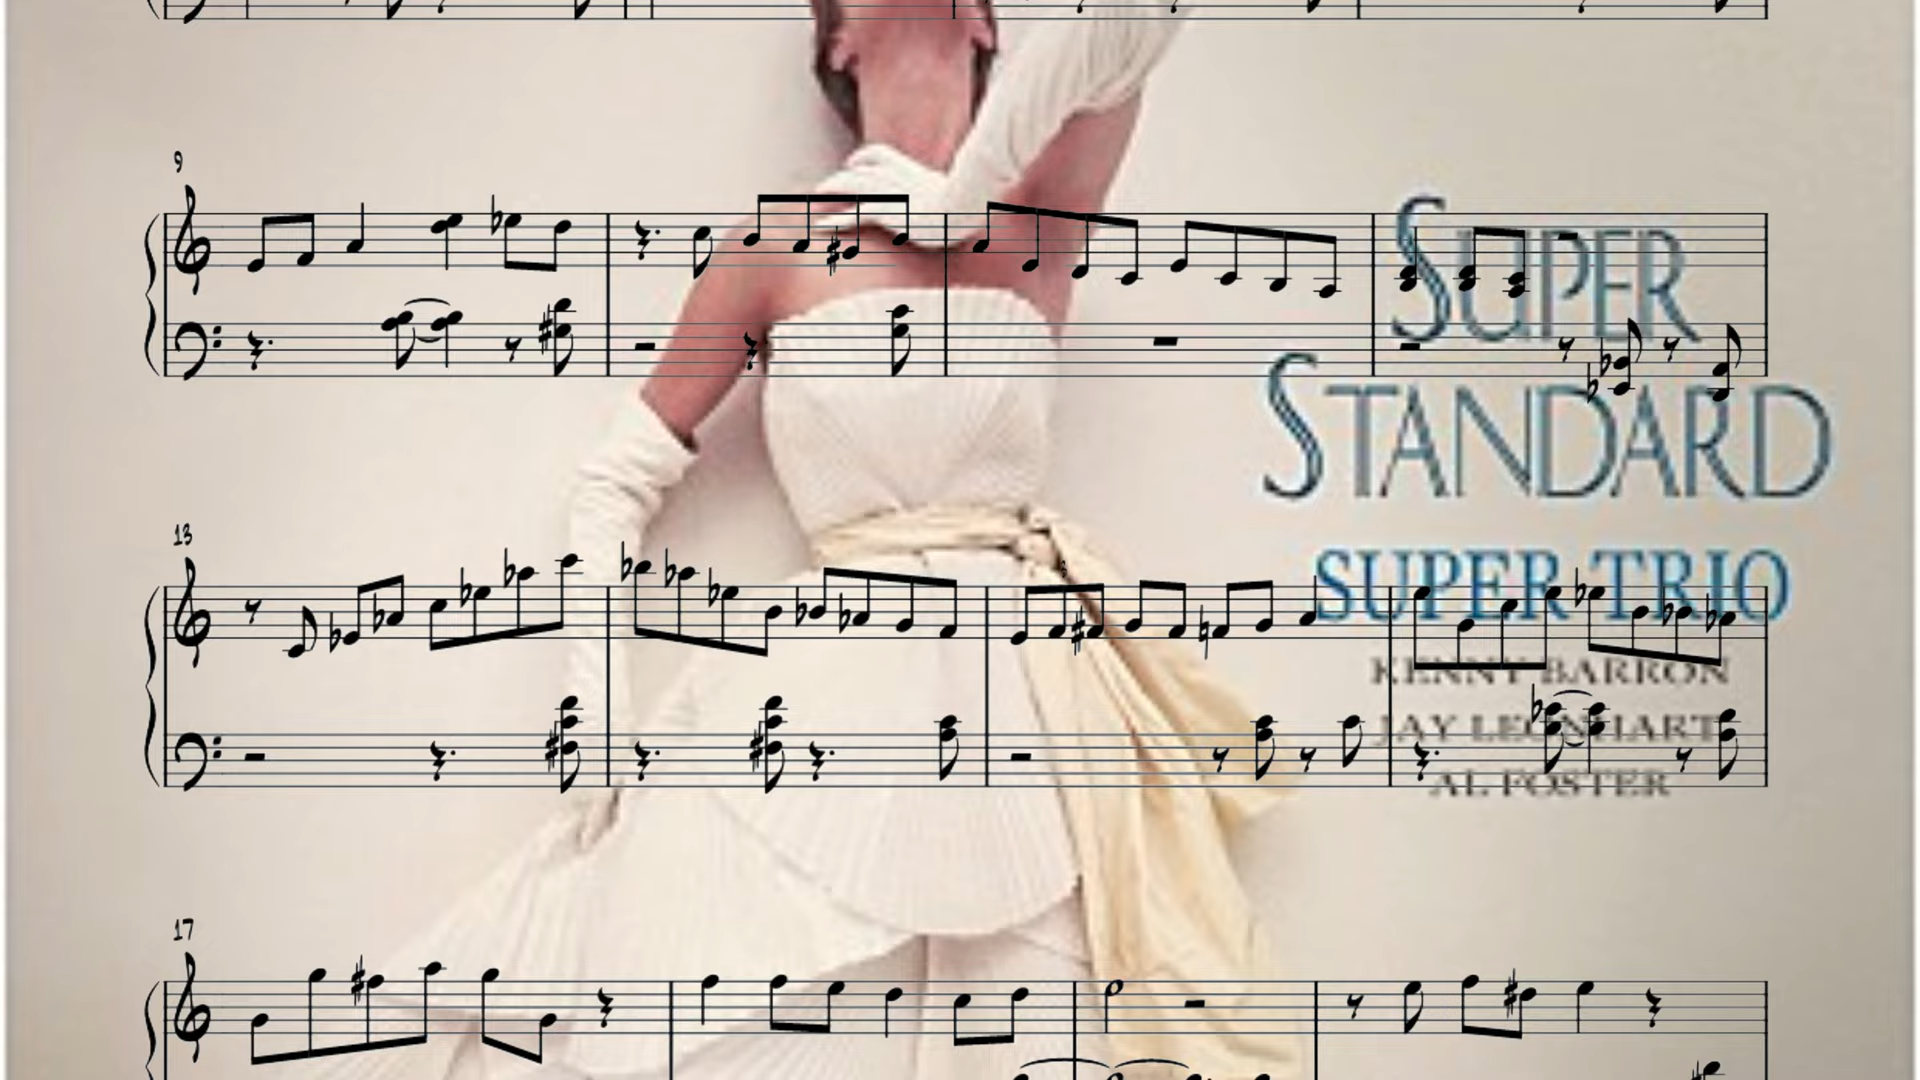 9
SUPER
STANDARD
13
SUPER TRIO
KENNY BARRON
JAY LEONHART
AL FOSTER
17